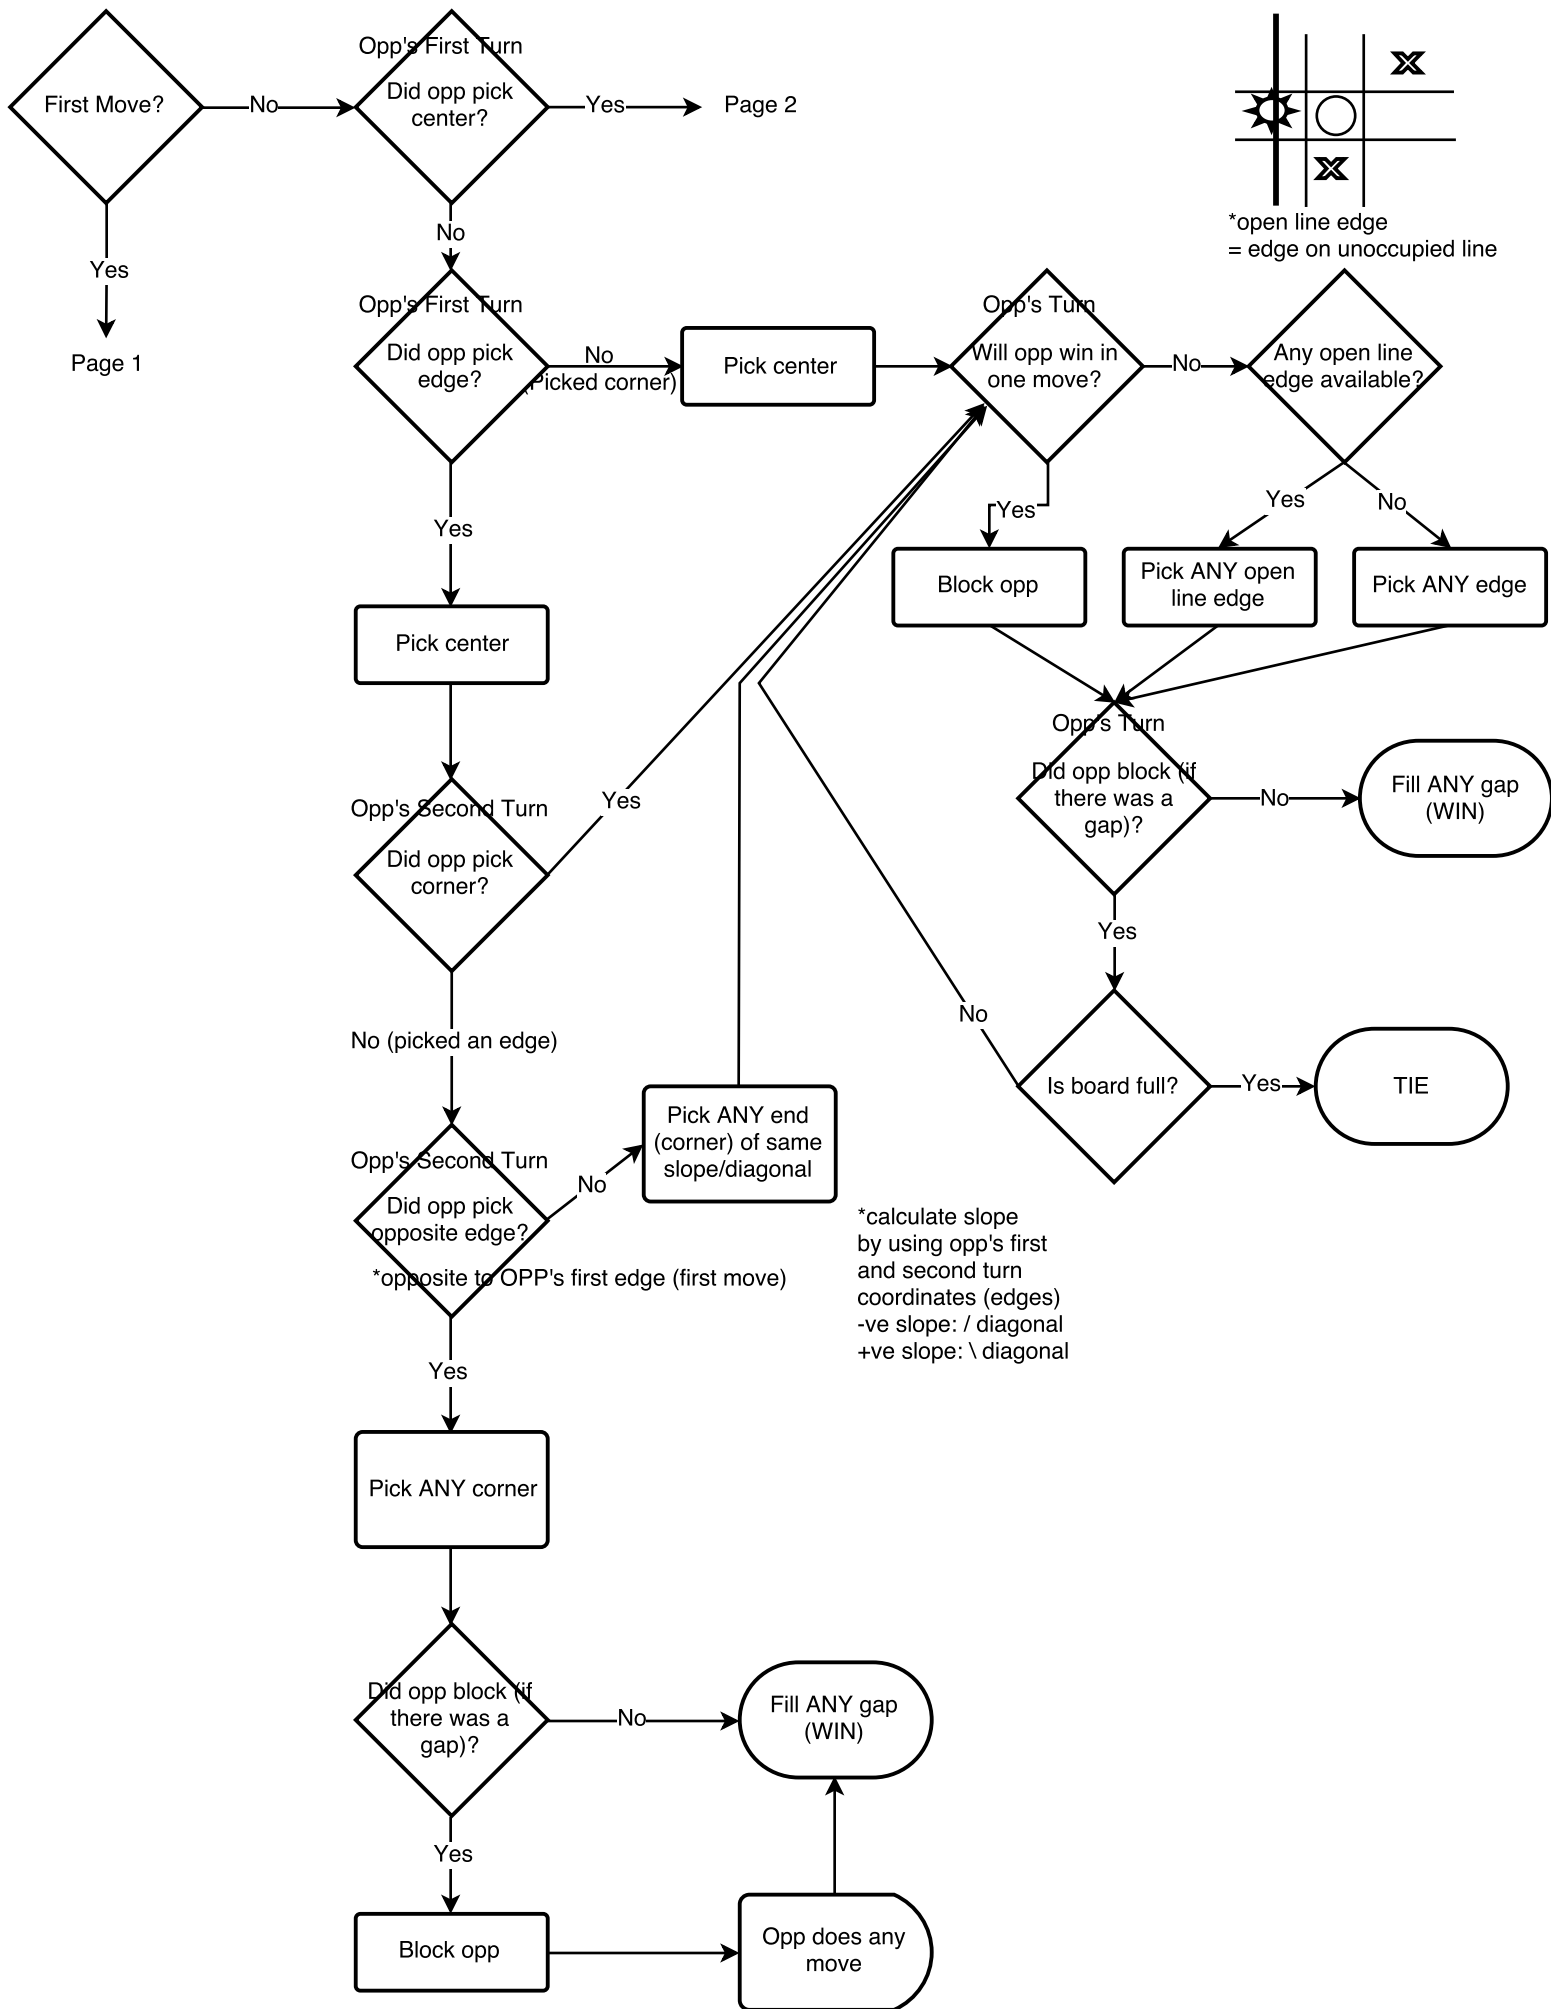 First Move?
No
Opp's First Turn
Did opp pick
center?
Yes
Page 2
*open line edge
= edge on unoccupied line
Yes
Page 1
No
Opp's First Turn
Did opp pick
edge?
No
(Picked corner)
Pick center
Opp's Turn
Will opp win in
one move?
No
Any open line
edge available?
Yes
Yes
Yes
No
Block opp
Pick ANY open
line edge
Pick ANY edge
Pick center
Opp's Turn
Did opp block (if
there was a
gap)?
No
Fill ANY gap
(WIN)
Opp's Second Turn
Did opp pick
corner?
Yes
Yes
No
No (picked an edge)
Is board full?
Yes
TIE
Pick ANY end
(corner) of same
slope/diagonal
Opp's Second Turn
Did opp pick
opposite edge?
No
*opposite to OPP's first edge (first move)
*calculate slope
by using opp's first
and second turn
coordinates (edges)
-ve slope: / diagonal
+ve slope: \ diagonal
Yes
Pick ANY corner
Did opp block (if
there was a
gap)?
No
Fill ANY gap
(WIN)
Yes
Block opp
Opp does any
move